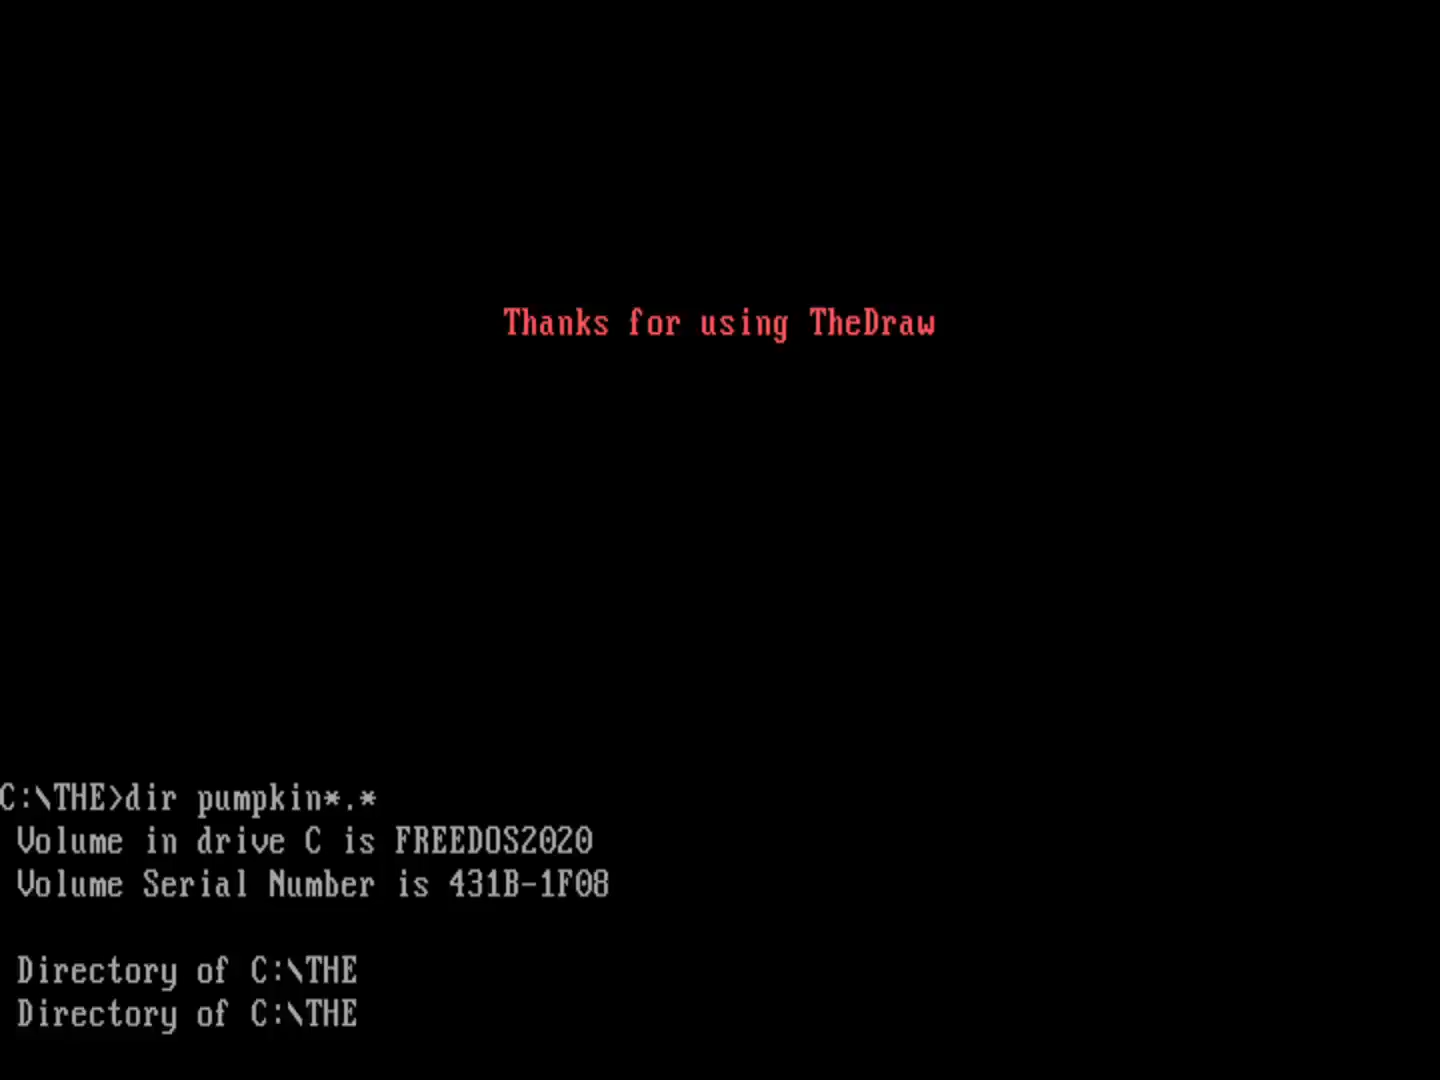 Thanks for using TheDraw
C:\THE>dir pumpkin*.*
Volume in drive C is FREEDOS2020
Volume Serial Number is 431B-1F08
Directory of C:\THE
Directory of C:\THE